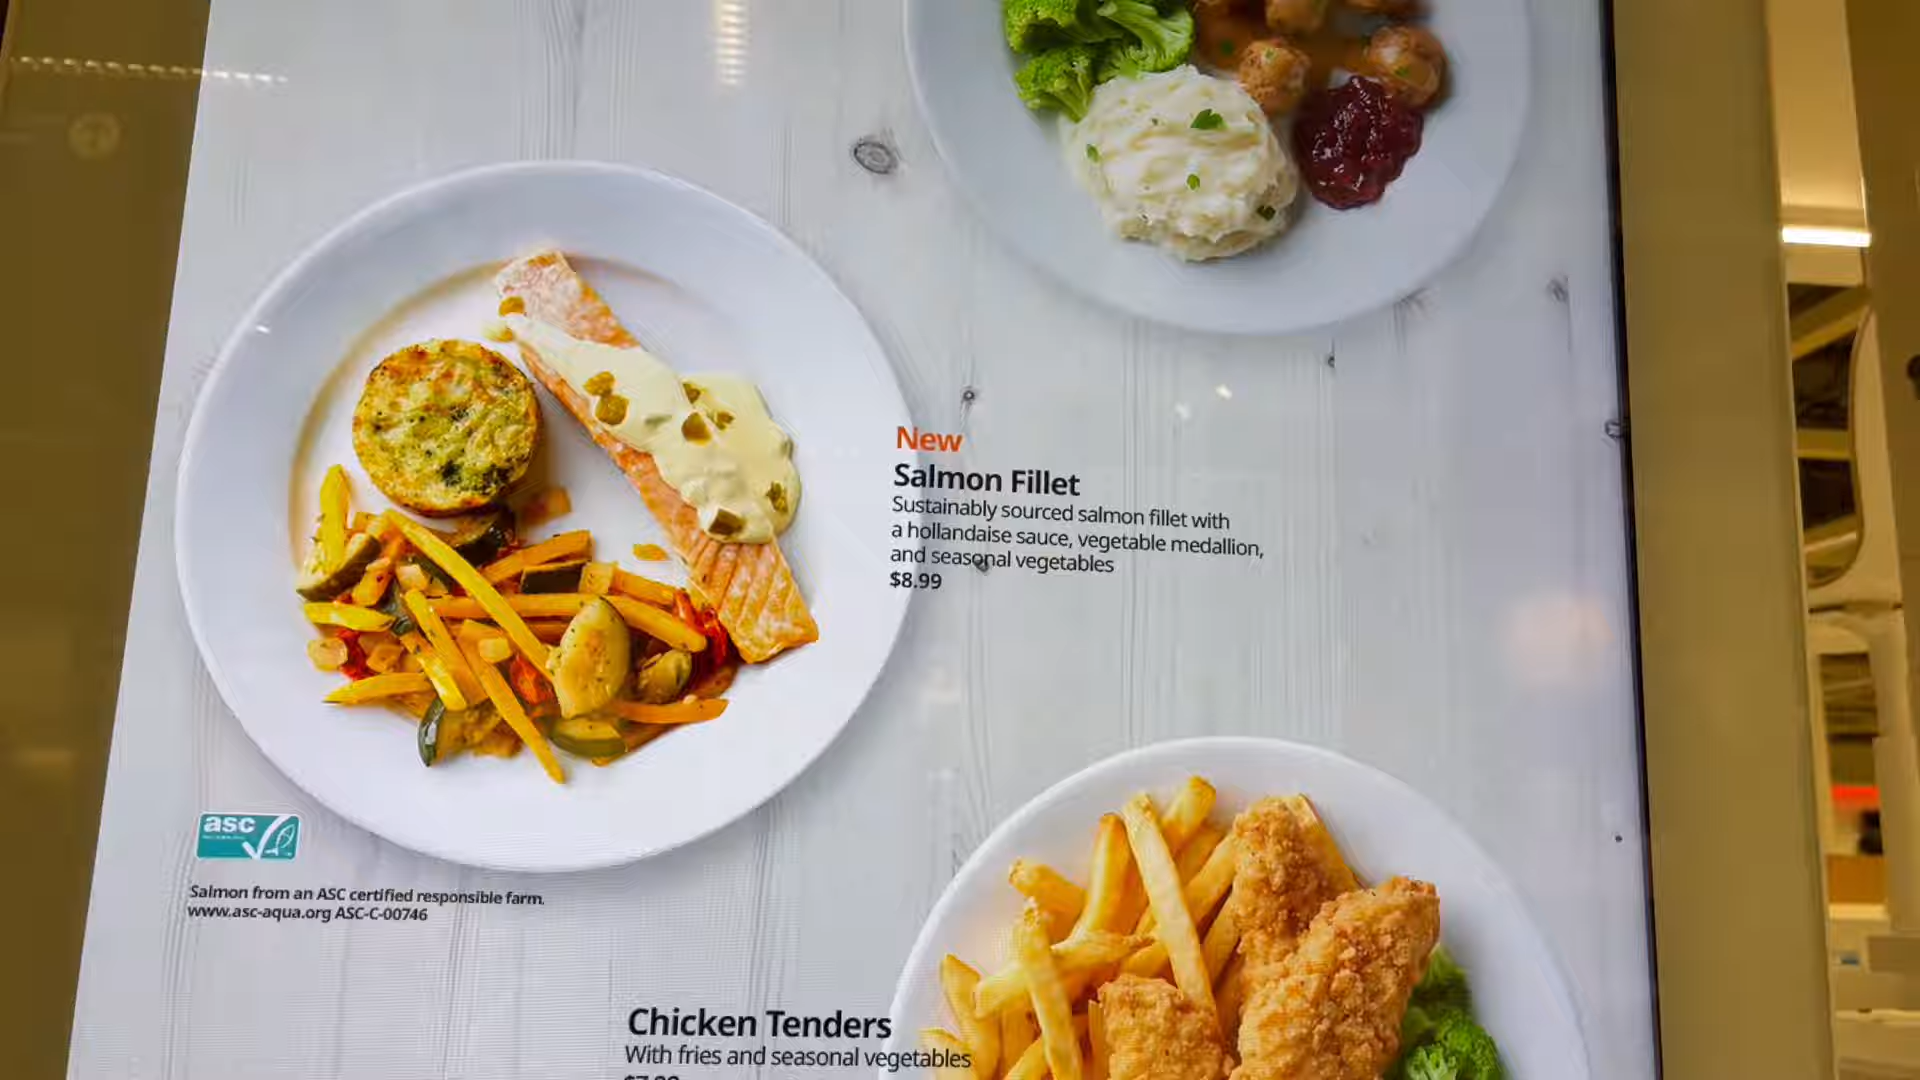 New
Salmon Fillet
Sustainably sourced salmon fillet with
a hollandaise sauce, vegetable medallion,
and seasonal vegetables
$8.99
asc
Salmon from an ASC certified responsible farm.
www.asc-aqua.org ASC-C-00746
Chicken Tenders
With fries and seasonal vegetables